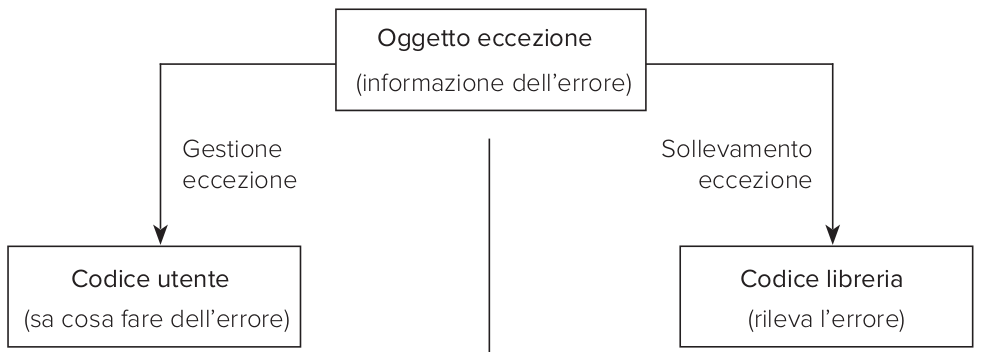 Oggetto eccezione
(informazione dell'errore)
Gestione
eccezione
Sollevamento
eccezione
Codice utente
(sa cosa fare dell'errore)
Codice libreria
(rileva l'errore)